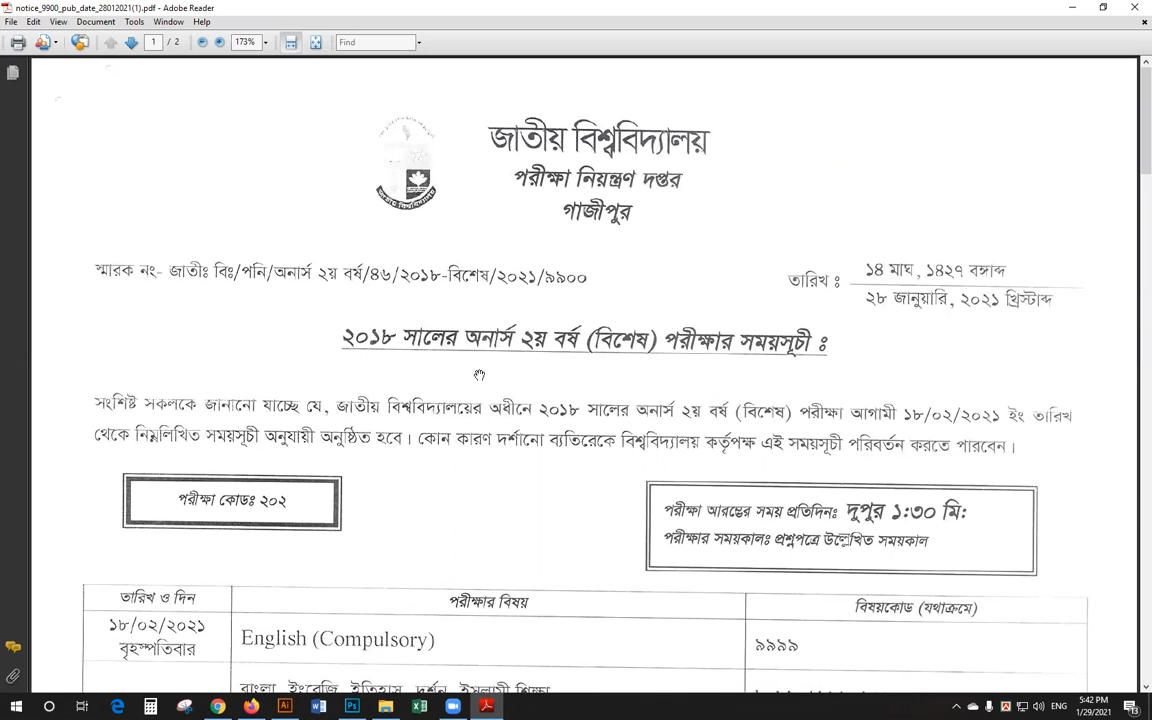 notice_9900_pub_date_28012021(1).pdf - Adobe Reader
File Edit View Document Tools Window Help
1 / 2 173% Find
জাতীয় বিশ্ববিদ্যালয়
পরীক্ষা নিয়ন্ত্রণ দপ্তর
গাজীপুর
স্মারক নং- জাতীঃ বিঃ/পনি/অনার্স ২য় বর্ষ/৪৬/২০১৮-বিশেষ/২০২১/৯৯০০
তারিখ ঃ ১৪ মাঘ, ১৪২৭ বঙ্গাব্দ
২৮ জানুয়ারি, ২০২১ খ্রিস্টাব্দ
২০১৮ সালের অনার্স ২য় বর্ষ (বিশেষ) পরীক্ষার সময়সূচী ঃ
সংশিষ্ট সকলকে জানানো যাচ্ছে যে, জাতীয় বিশ্ববিদ্যালয়ের অধীনে ২০১৮ সালের অনার্স ২য় বর্ষ (বিশেষ) পরীক্ষা আগামী ১৮/০২/২০২১ ইং তারিখ
থেকে নিম্নলিখিত সময়সূচী অনুযায়ী অনুষ্ঠিত হবে। কোন কারণ দর্শানো ব্যতিরেকে বিশ্ববিদ্যালয় কর্তৃপক্ষ এই সময়সূচী পরিবর্তন করতে পারবেন।
পরীক্ষা কোডঃ ২০২
পরীক্ষা আরম্ভের সময় প্রতিদিনঃ দুপুর ১:৩০ মি:
পরীক্ষার সময়কালঃ প্রশ্নপত্রে উল্লেখিত সময়কাল
তারিখ ও দিন পরীক্ষার বিষয় বিষয়কোড (যথাক্রমে)
১৮/০২/২০২১
বৃহস্পতিবার
English (Compulsory) ৯৯৯৯
বাংলা, ইংরেজি, ইতিহাস, দর্শন, ইসলামী শিক্ষা
ENG
5:42 PM
1/29/2021
13